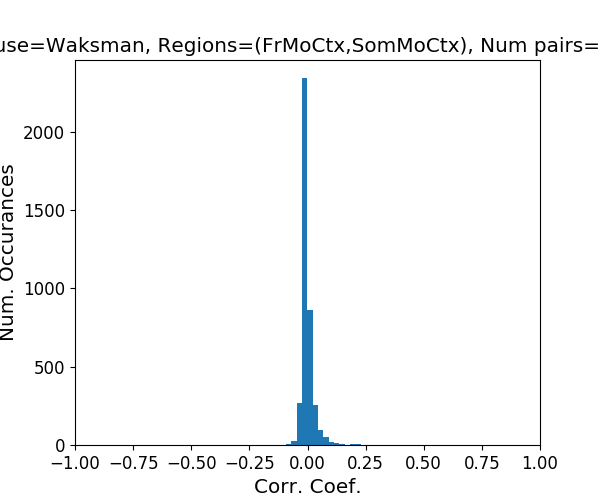 use=Waksman, Regions=(FrMoCtx,SomMoCtx), Num pairs=
Num. Occurances
2000
1500
1000
500
0
−1.00 −0.75 −0.50 −0.25 0.00 0.25 0.50 0.75 1.00
Corr. Coef.